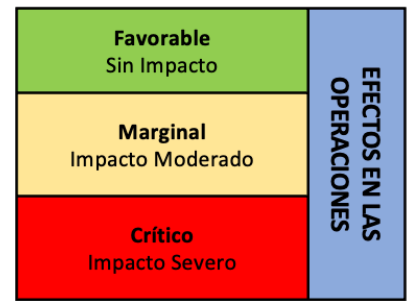 Favorable
Sin Impacto
Marginal
Impacto Moderado
Crítico
Impacto Severo
EFECTOS EN LAS
OPERACIONES